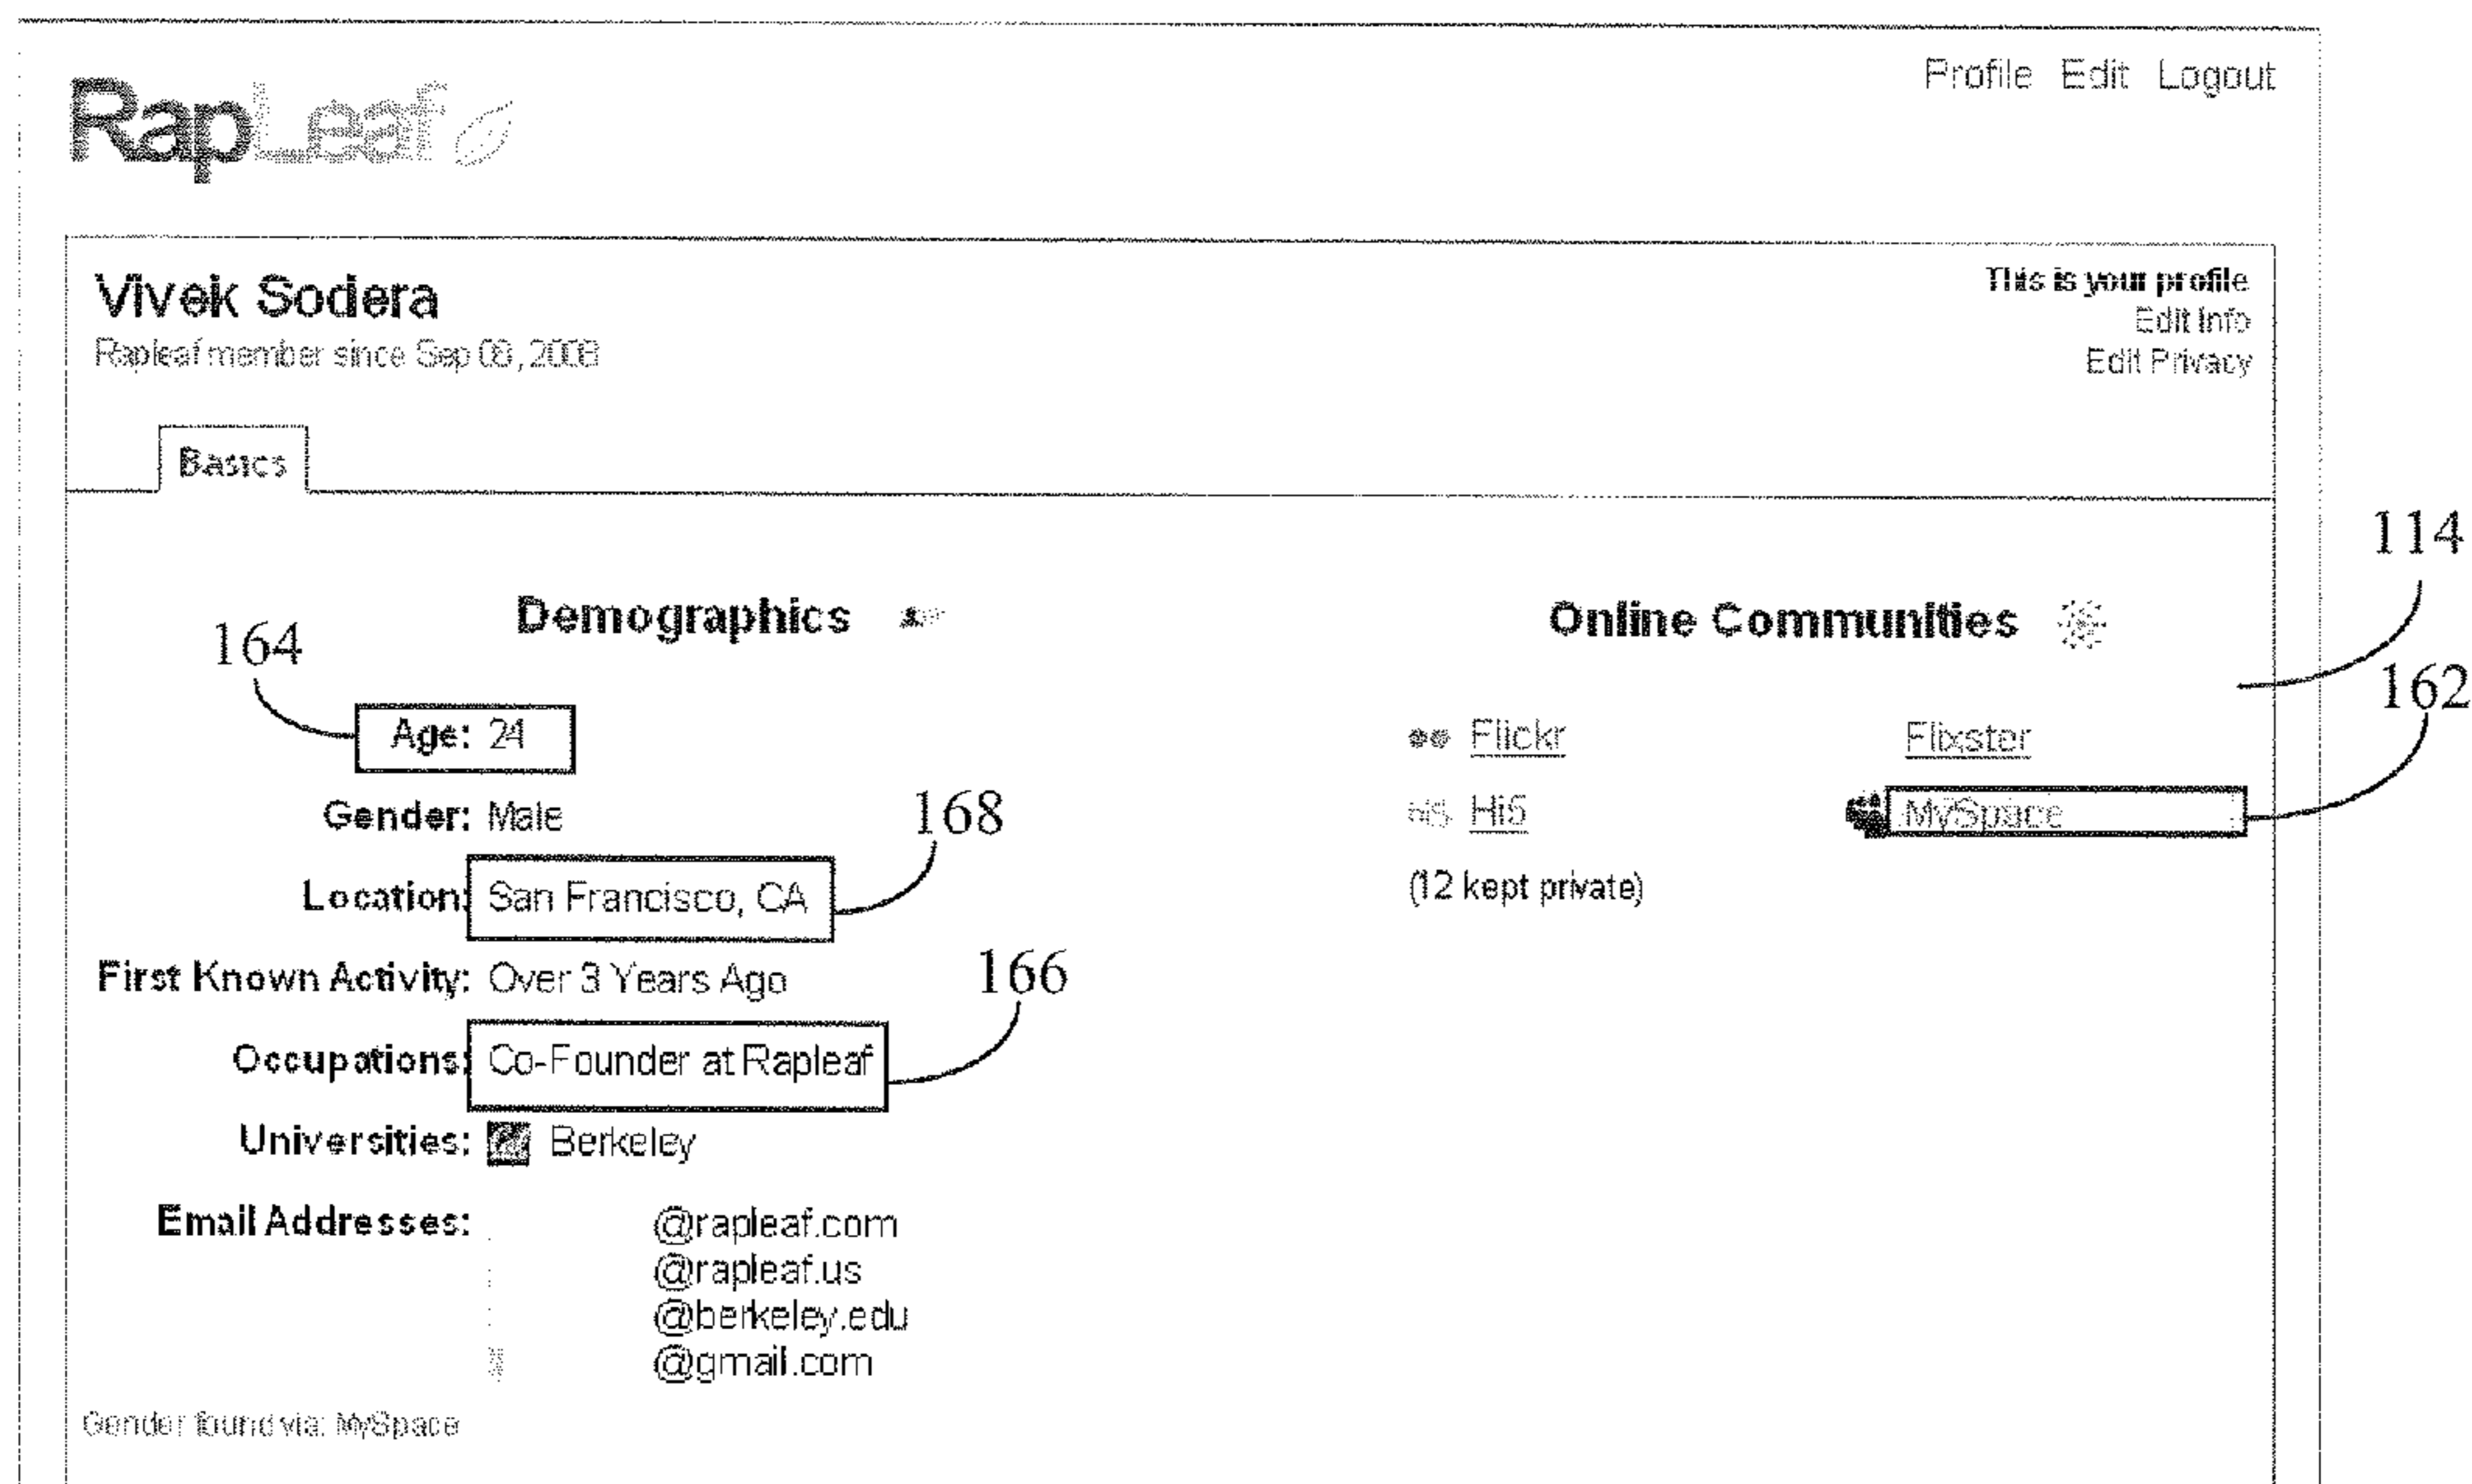 Profile Edit Logout
RapLeaf
Vivek Sodera
This is your profile
Edit Info
Rapleaf member since Sep 08, 2008
Edit Privacy
Basics
114
Demographics
Online Communities
164
162
Age: 24
Flickr
Flixster
Gender: Male
168
Hi5
MySpace
Location: San Francisco, CA
(12 kept private)
First Known Activity: Over 3 Years Ago
166
Occupations: Co-Founder at Rapleaf
Universities: Berkeley
Email Addresses: @rapleaf.com
@rapleaf.us
@berkeley.edu
@gmail.com
Gender found via: MySpace